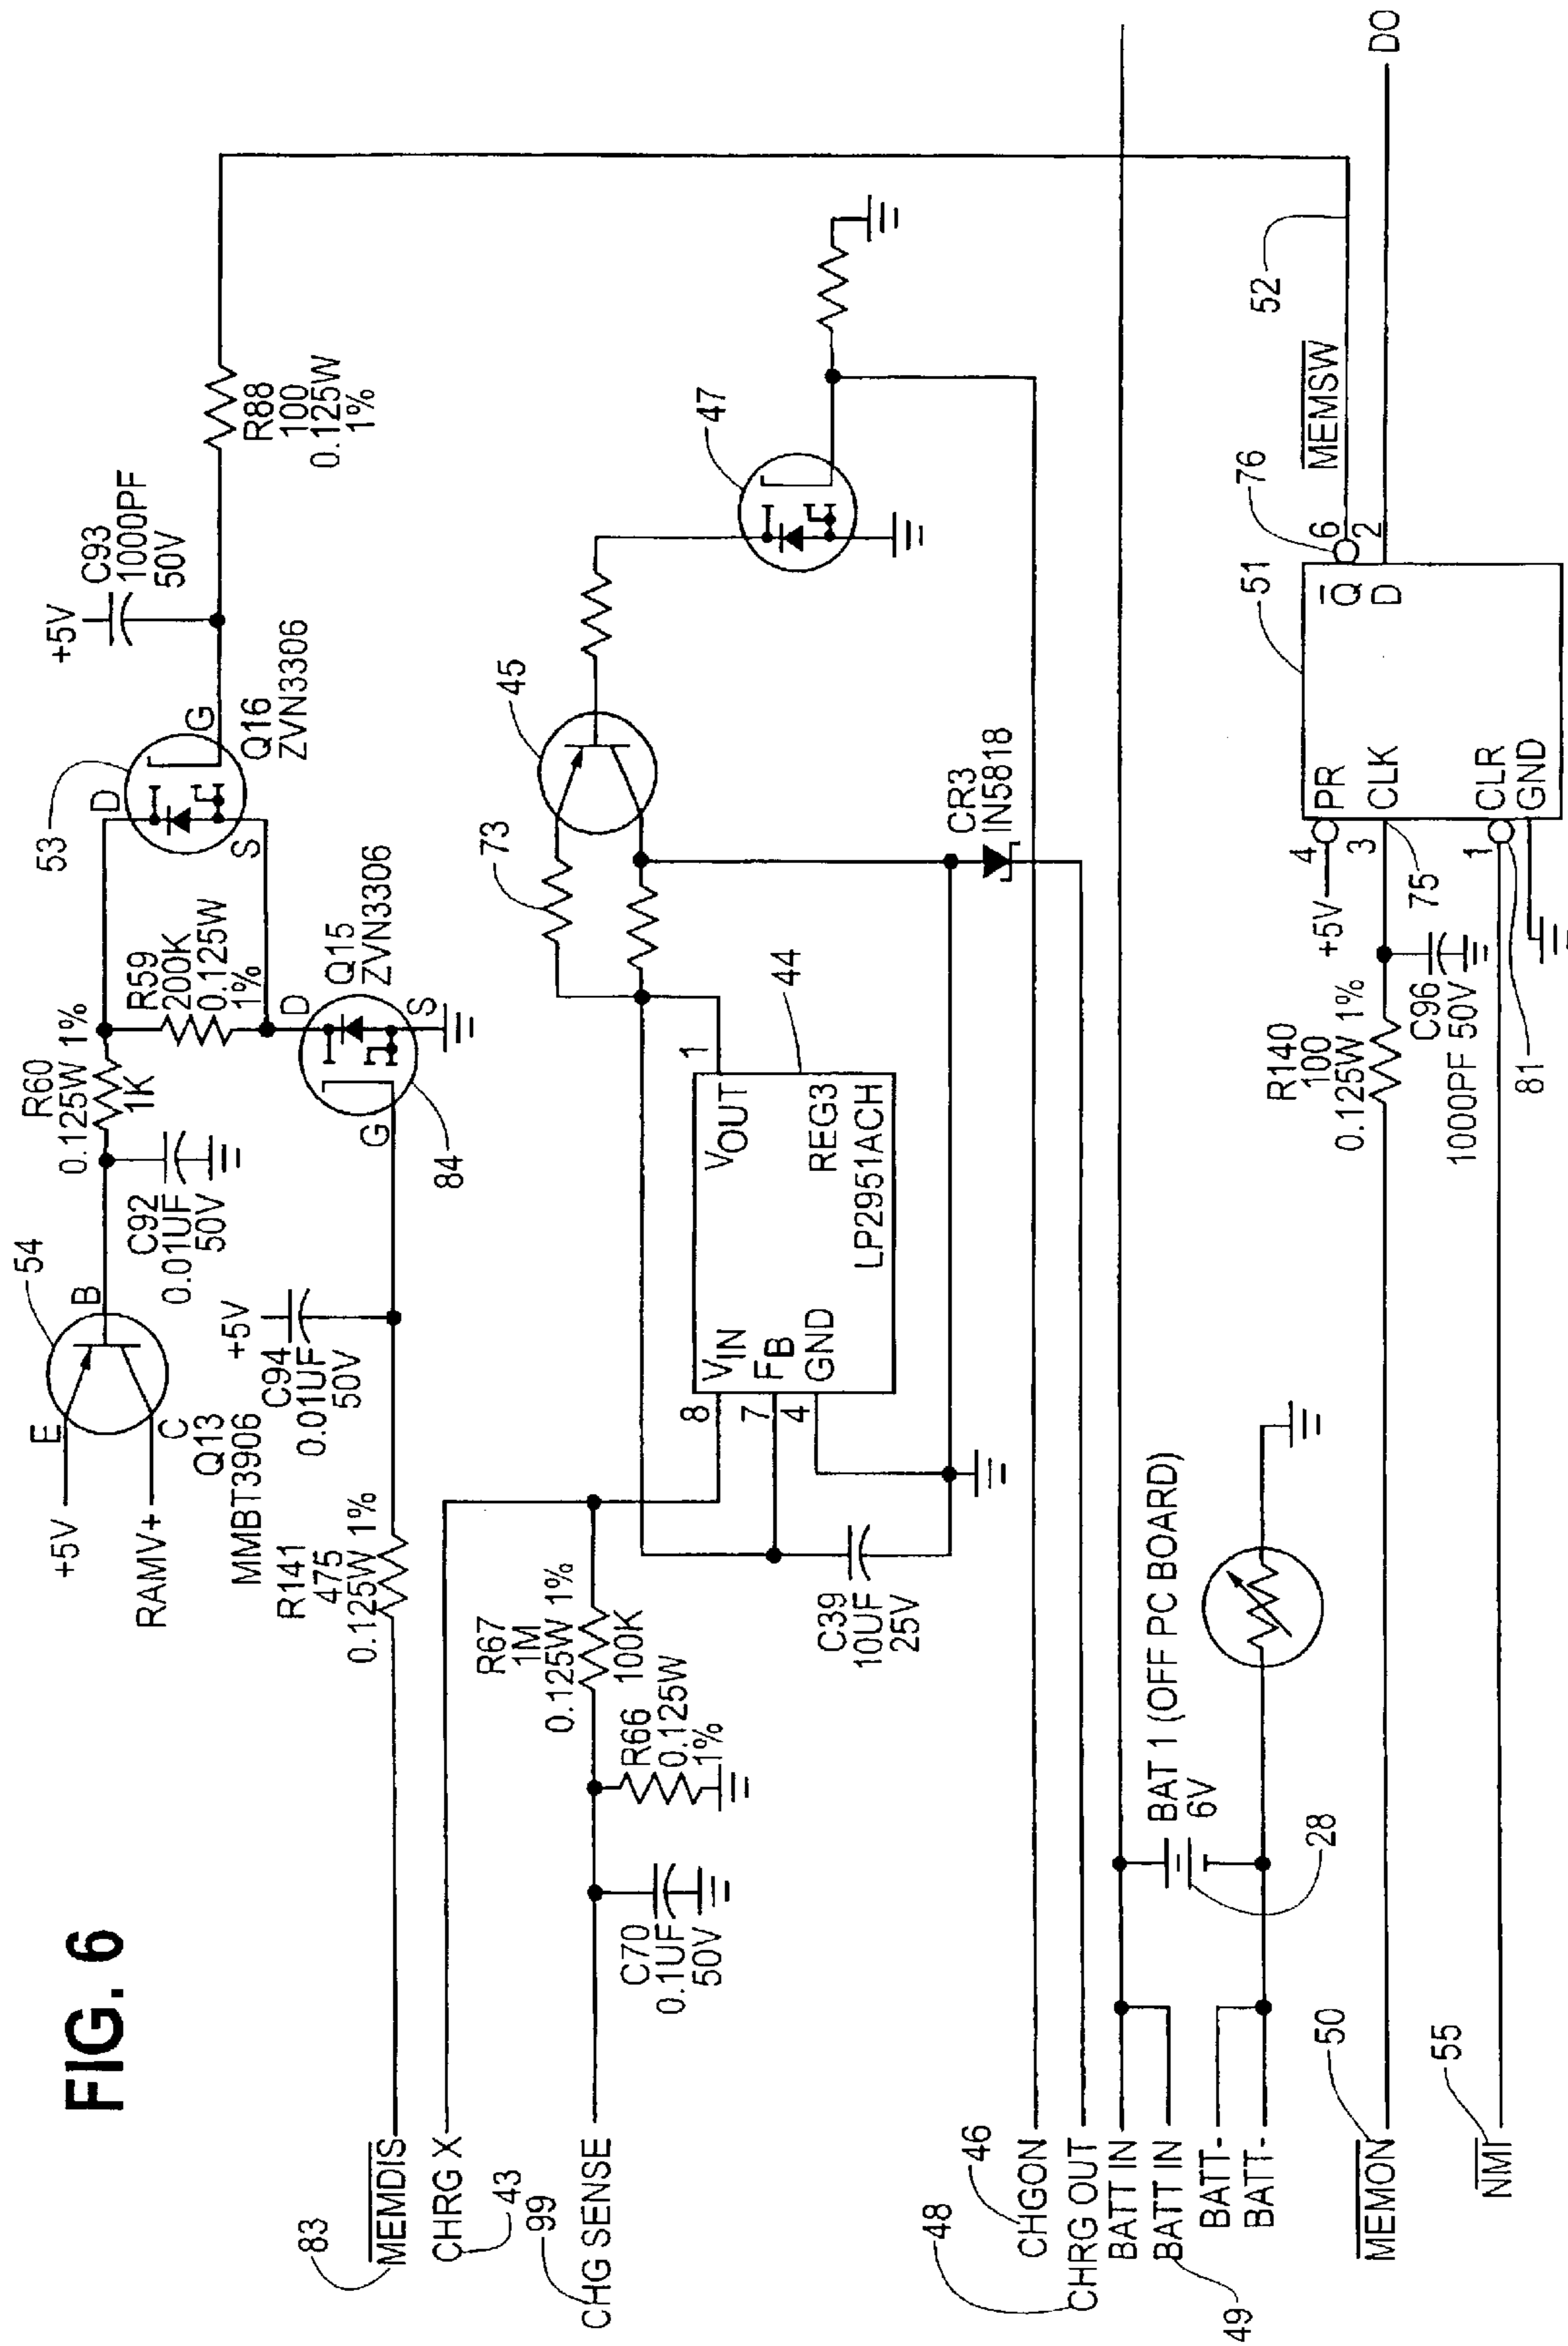 FIG. 6
+5V
E
54
B
RAMV+
C
Q13
MMBT3906
R60
0.125W 1%
1K
C92
0.01UF
50V
R59
200K
0.125W
1%
53
D
S
G
Q16
ZVN3306
+5V
C93
1000PF
50V
R88
100
0.125W
1%
+5V
C94
0.01UF
50V
R141
475
0.125W 1%
G
84
D
Q15
ZVN3306
S
83
MEMDIS
CHRG X
43
99
CHG SENSE
C70
0.1UF
50V
R67
1M
0.125W 1%
100K
R66
0.125W
1%
8
7
4
VIN
FB
GND
VOUT
1
REG3
LP2951ACH
44
C39
10UF
25V
73
45
47
CR3
IN5818
46
CHGON
48
CHRG OUT
BATT IN
BATT IN
49
BATT-
BATT-
BAT 1 (OFF PC BOARD)
6V
28
50
MEMON
R140
100
0.125W 1%
C96
1000PF 50V
55
NMI
81
75
+5V
4
3
1
PR
CLK
CLR
GND
Q̅
D
51
76
6
2
MEMSW
52
DO